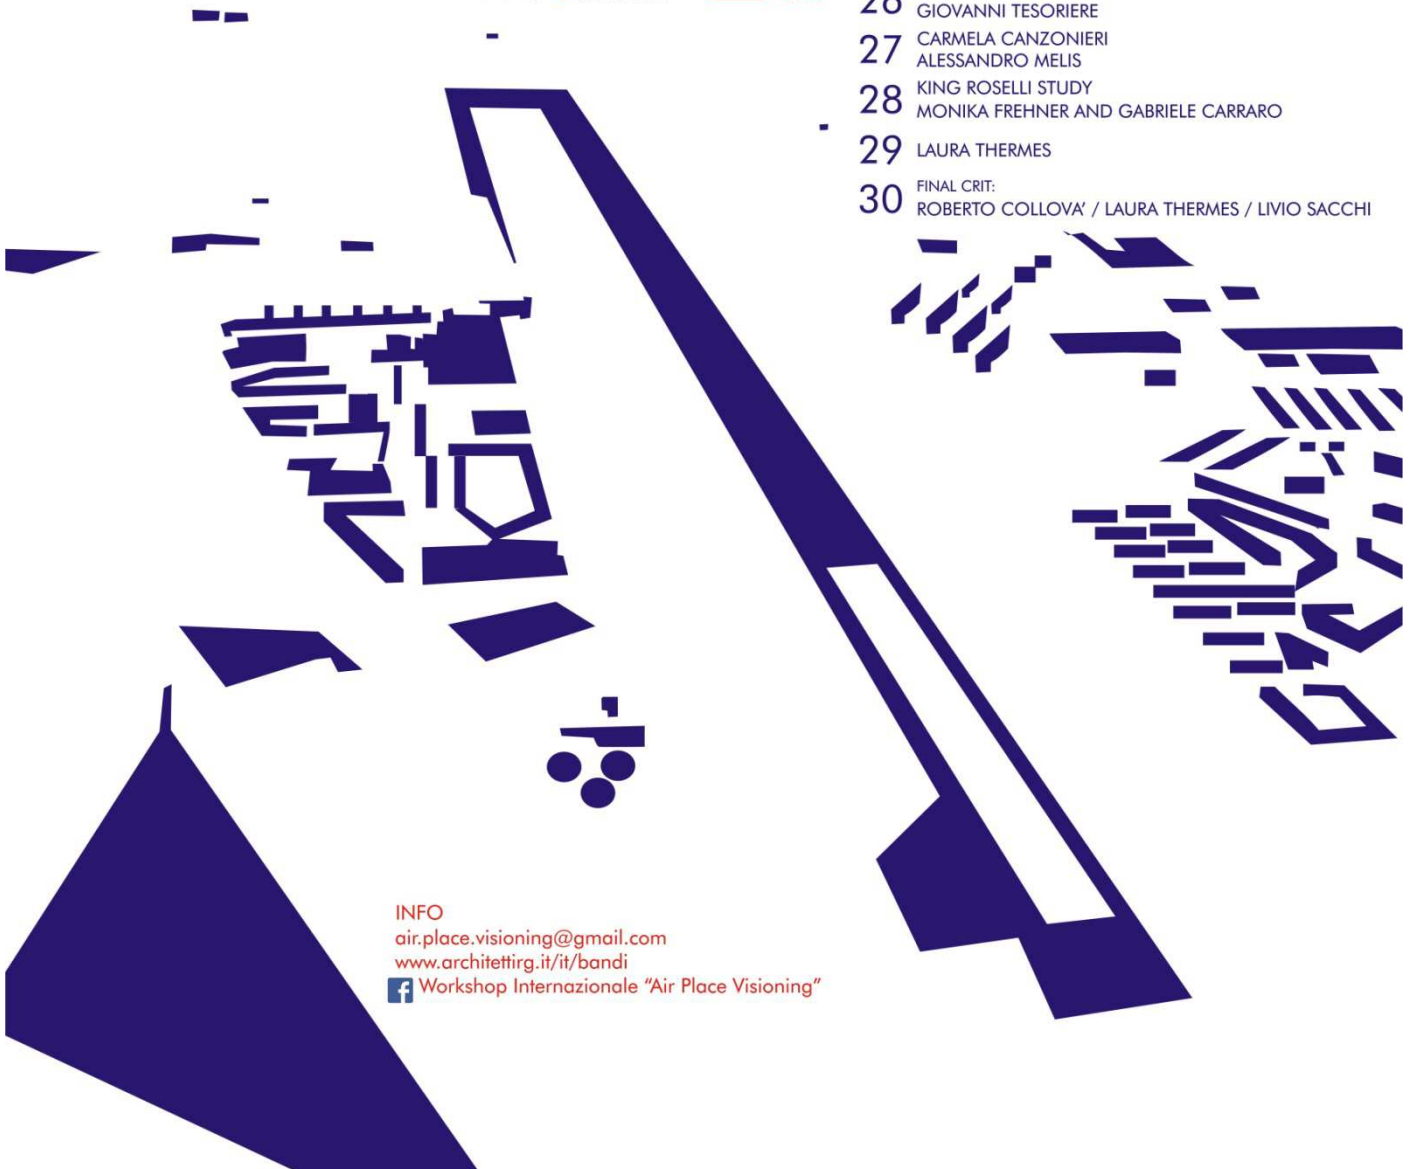 26
GIOVANNI TESORIERE
27 CARMELA CANZONIERI
ALESSANDRO MELIS
28 KING ROSELLI STUDY
MONIKA FREHNER AND GABRIELE CARRARO
29 LAURA THERMES
30 FINAL CRIT:
ROBERTO COLLOVA’ / LAURA THERMES / LIVIO SACCHI
INFO
air.place.visioning@gmail.com
www.architettirg.it/it/bandi
f Workshop Internazionale “Air Place Visioning”